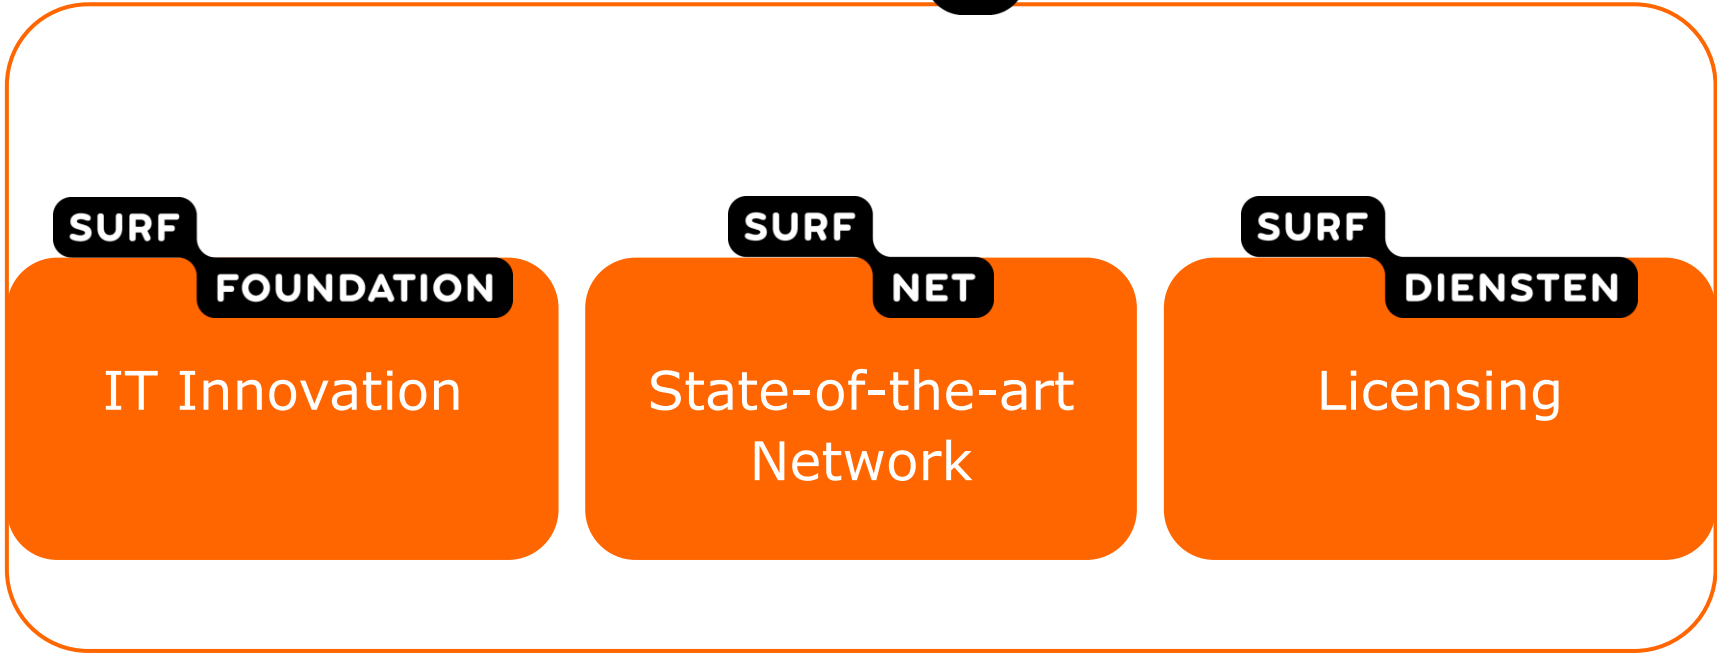 SURF
FOUNDATION
IT Innovation
SURF
NET
State-of-the-art
Network
SURF
DIENSTEN
Licensing